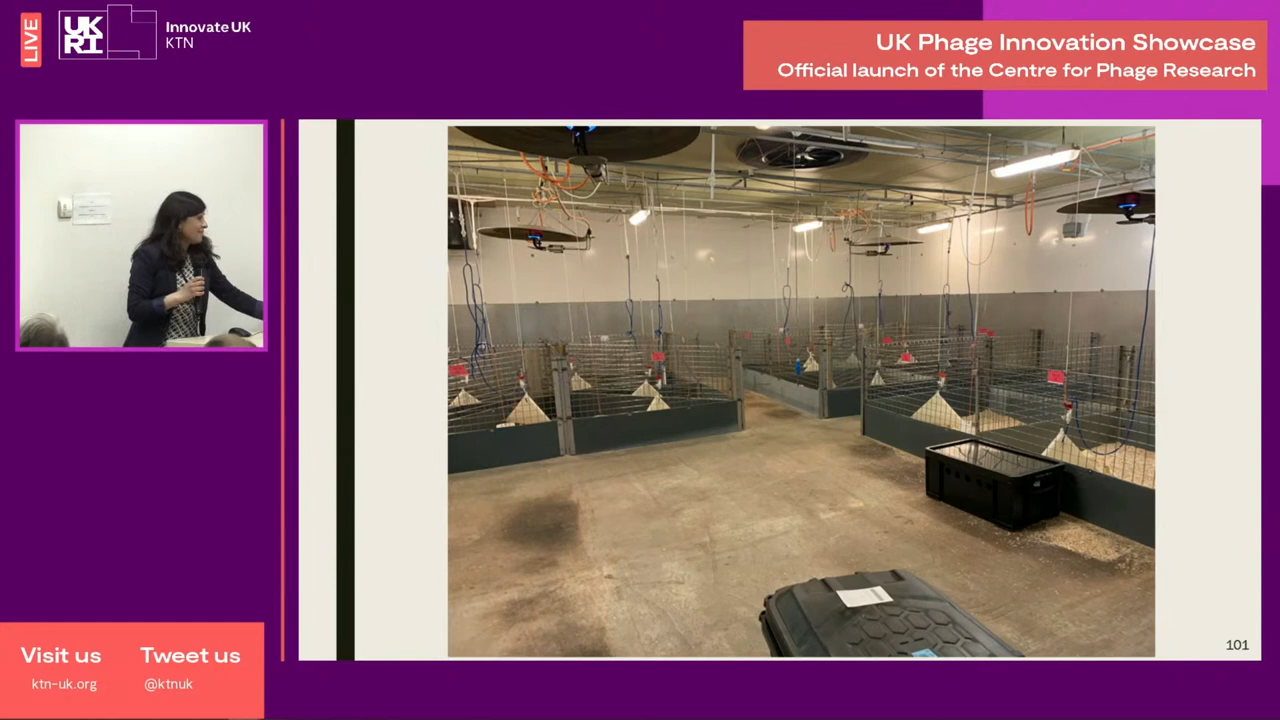 LIVE
UK
RI
Innovate UK
KTN
UK Phage Innovation Showcase
Official launch of the Centre for Phage Research
101
Visit us
Tweet us
ktn-uk.org
@ktnuk